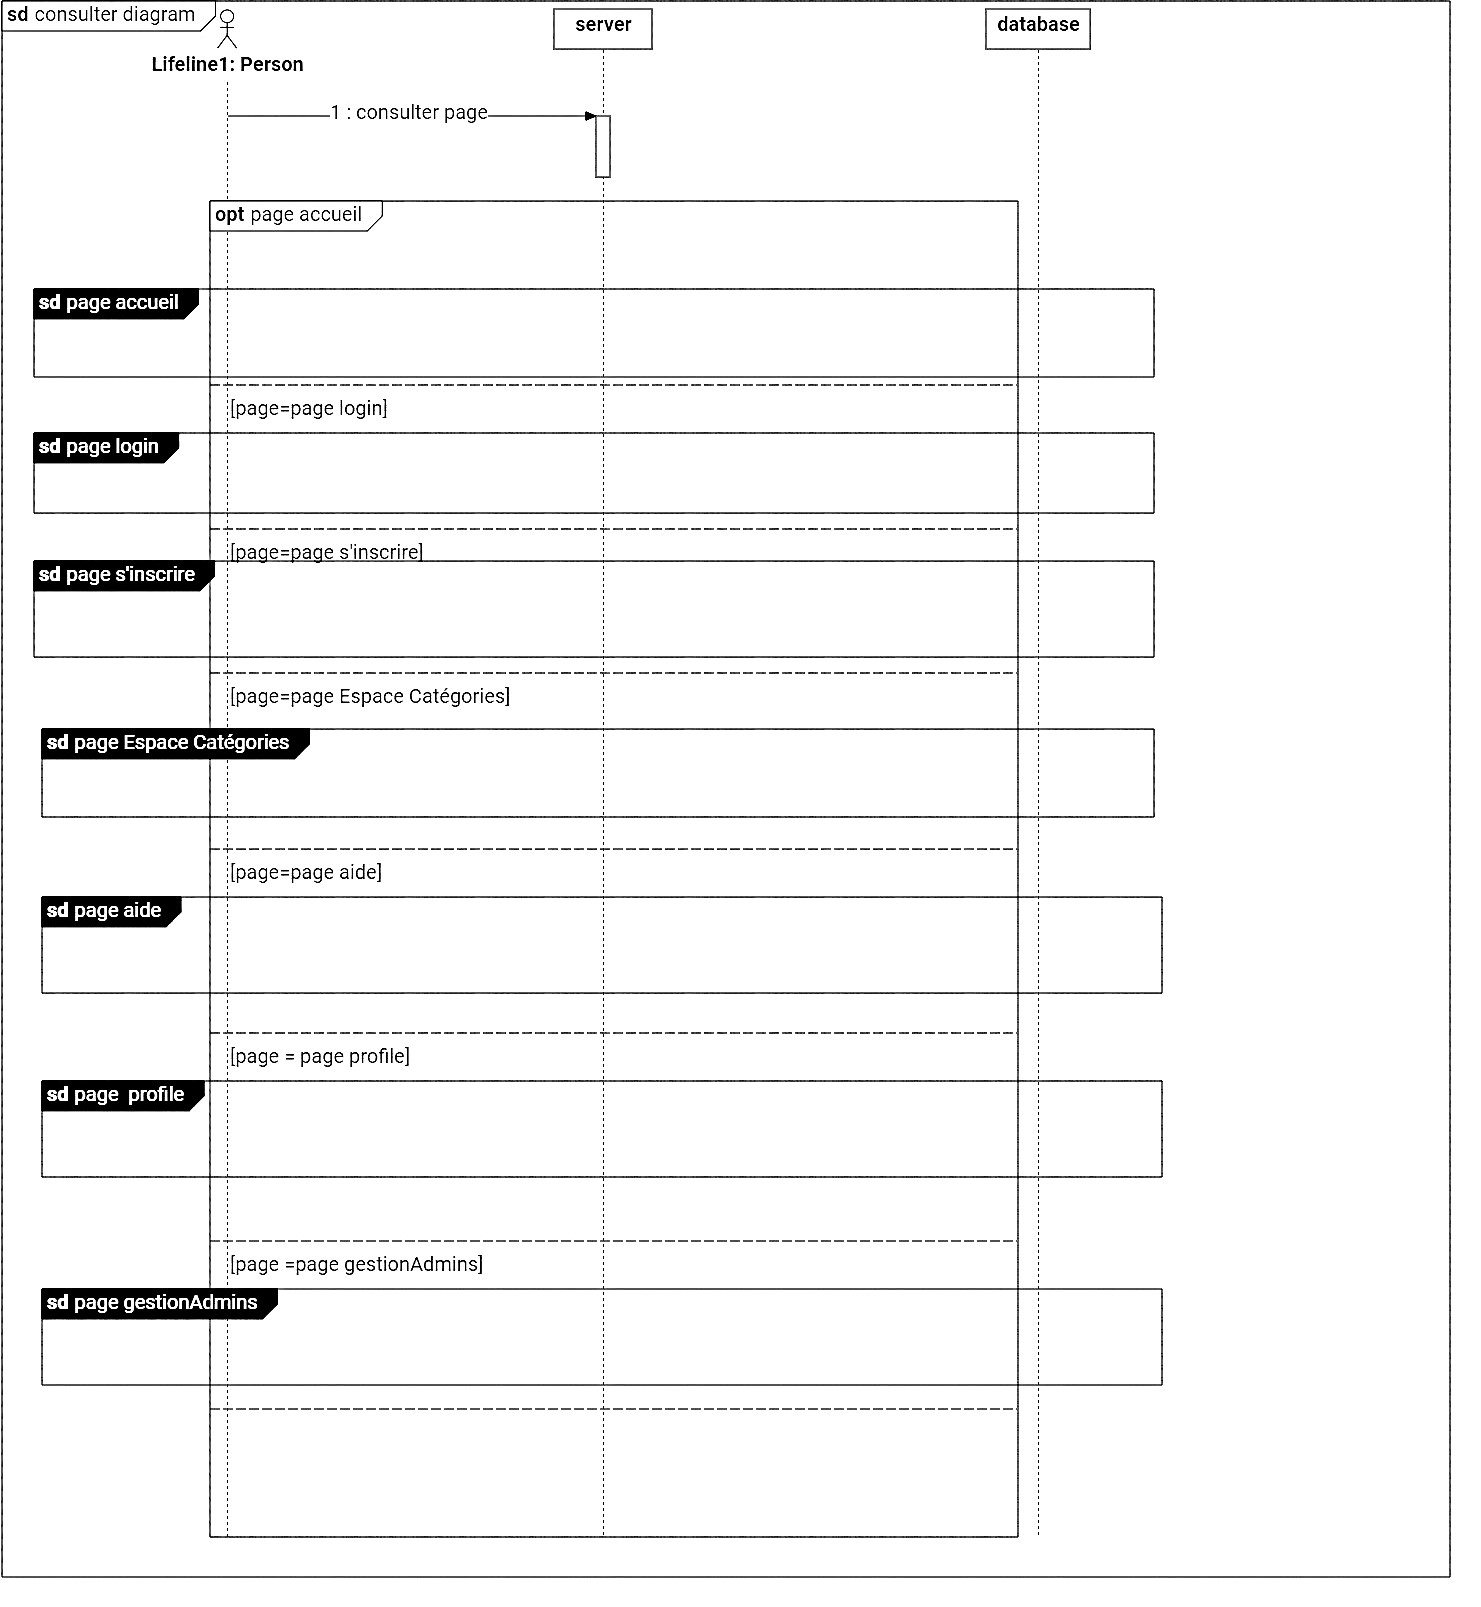 sd consulter diagram
server
database
Lifeline1: Person
1 : consulter page
opt page accueil
sd page accueil
[page=page login]
sd page login
[page=page s'inscrire]
sd page s'inscrire
[page=page Espace Catégories]
sd page Espace Catégories
[page=page aide]
sd page aide
[page = page profile]
sd page  profile
[page =page gestionAdmins]
sd page gestionAdmins